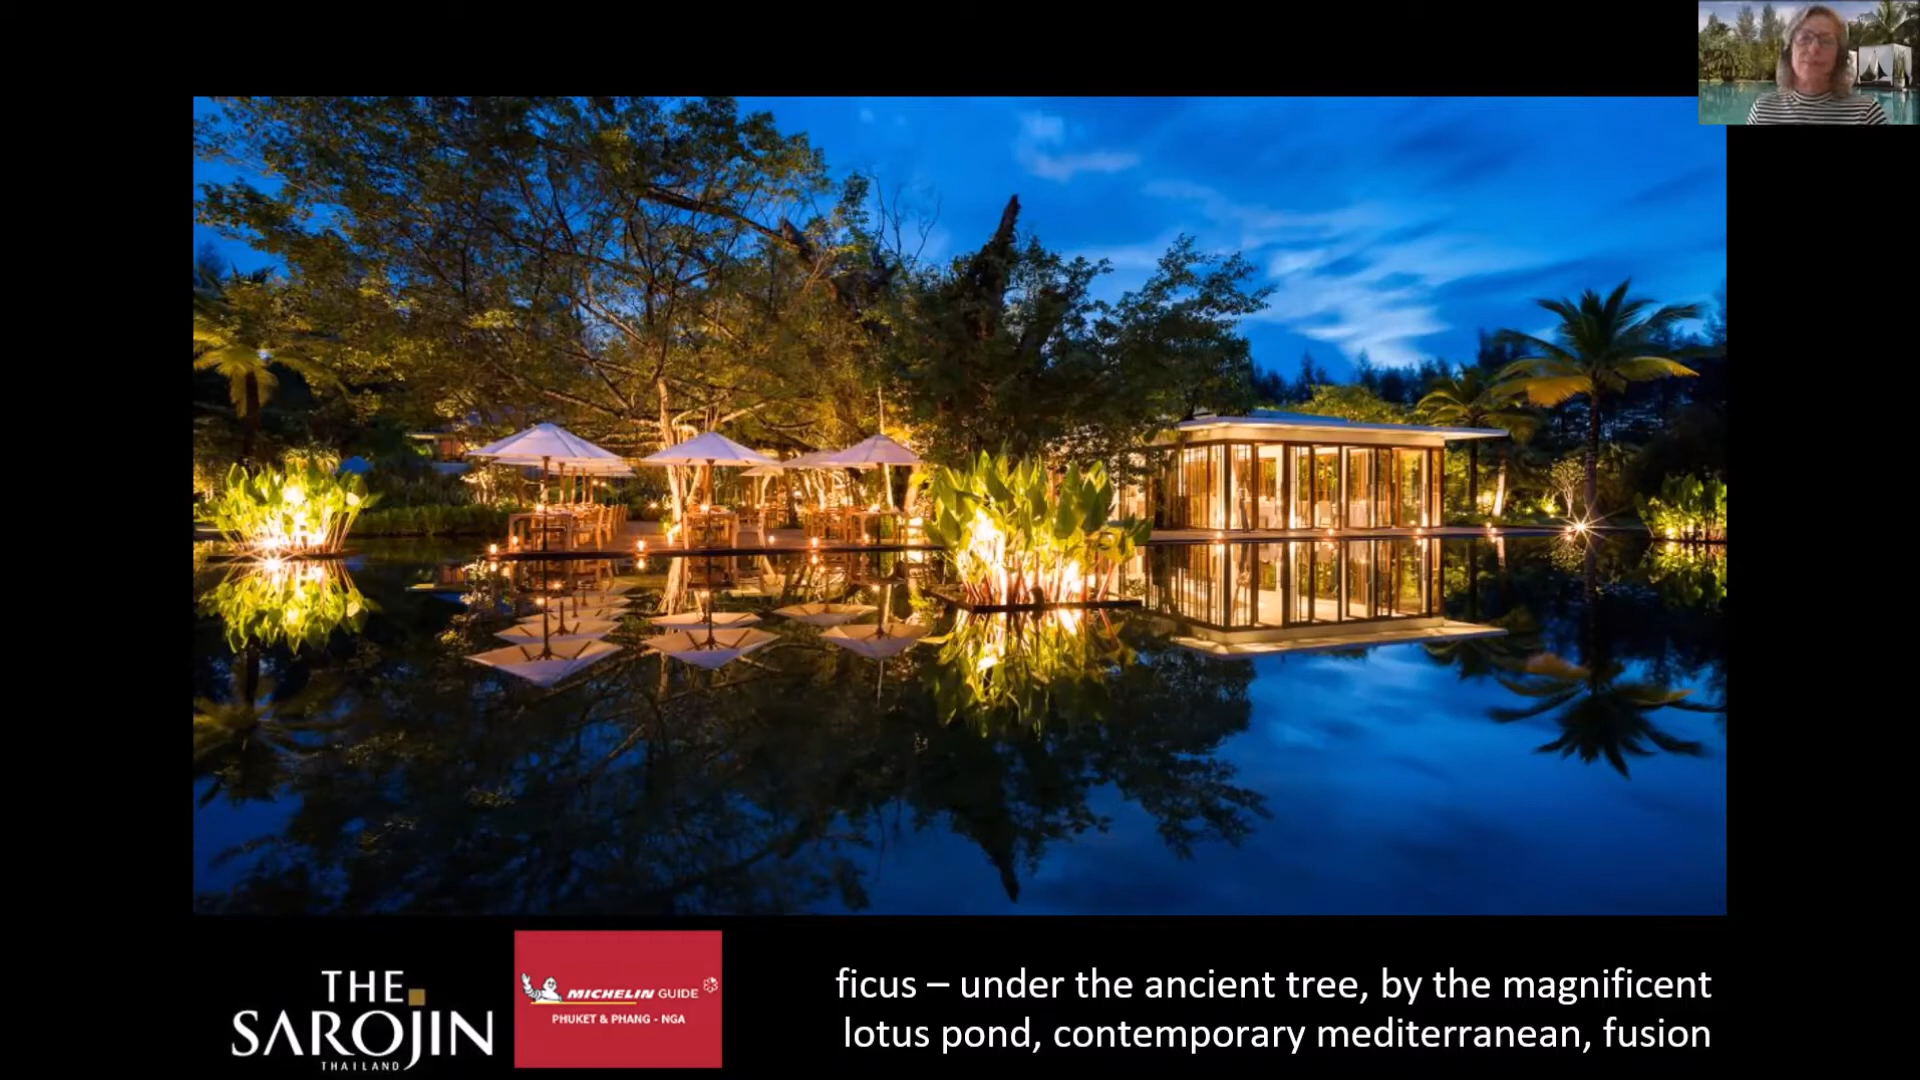 THE
SAROJIN
THAILAND
MICHELIN GUIDE
PHUKET & PHANG - NGA
ficus – under the ancient tree, by the magnificent
lotus pond, contemporary mediterranean, fusion